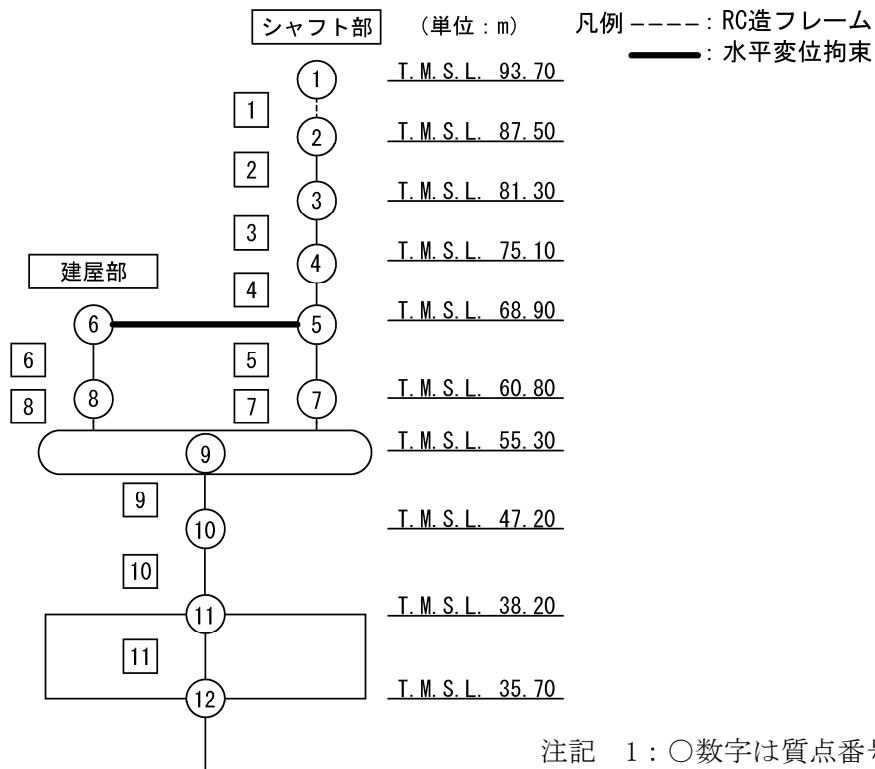 シャフト部 (単位：m) 凡例 ----：RC造フレーム
━━：水平変位拘束
① T.M.S.L. 93.70
1
② T.M.S.L. 87.50
2
③ T.M.S.L. 81.30
3
④ T.M.S.L. 75.10
建屋部
4
⑥ ⑤ T.M.S.L. 68.90
6 5
⑧ ⑦ T.M.S.L. 60.80
8 7
⑨ T.M.S.L. 55.30
9
⑩ T.M.S.L. 47.20
10
⑪ T.M.S.L. 38.20
11
⑫ T.M.S.L. 35.70
注記 1：○数字は質点番